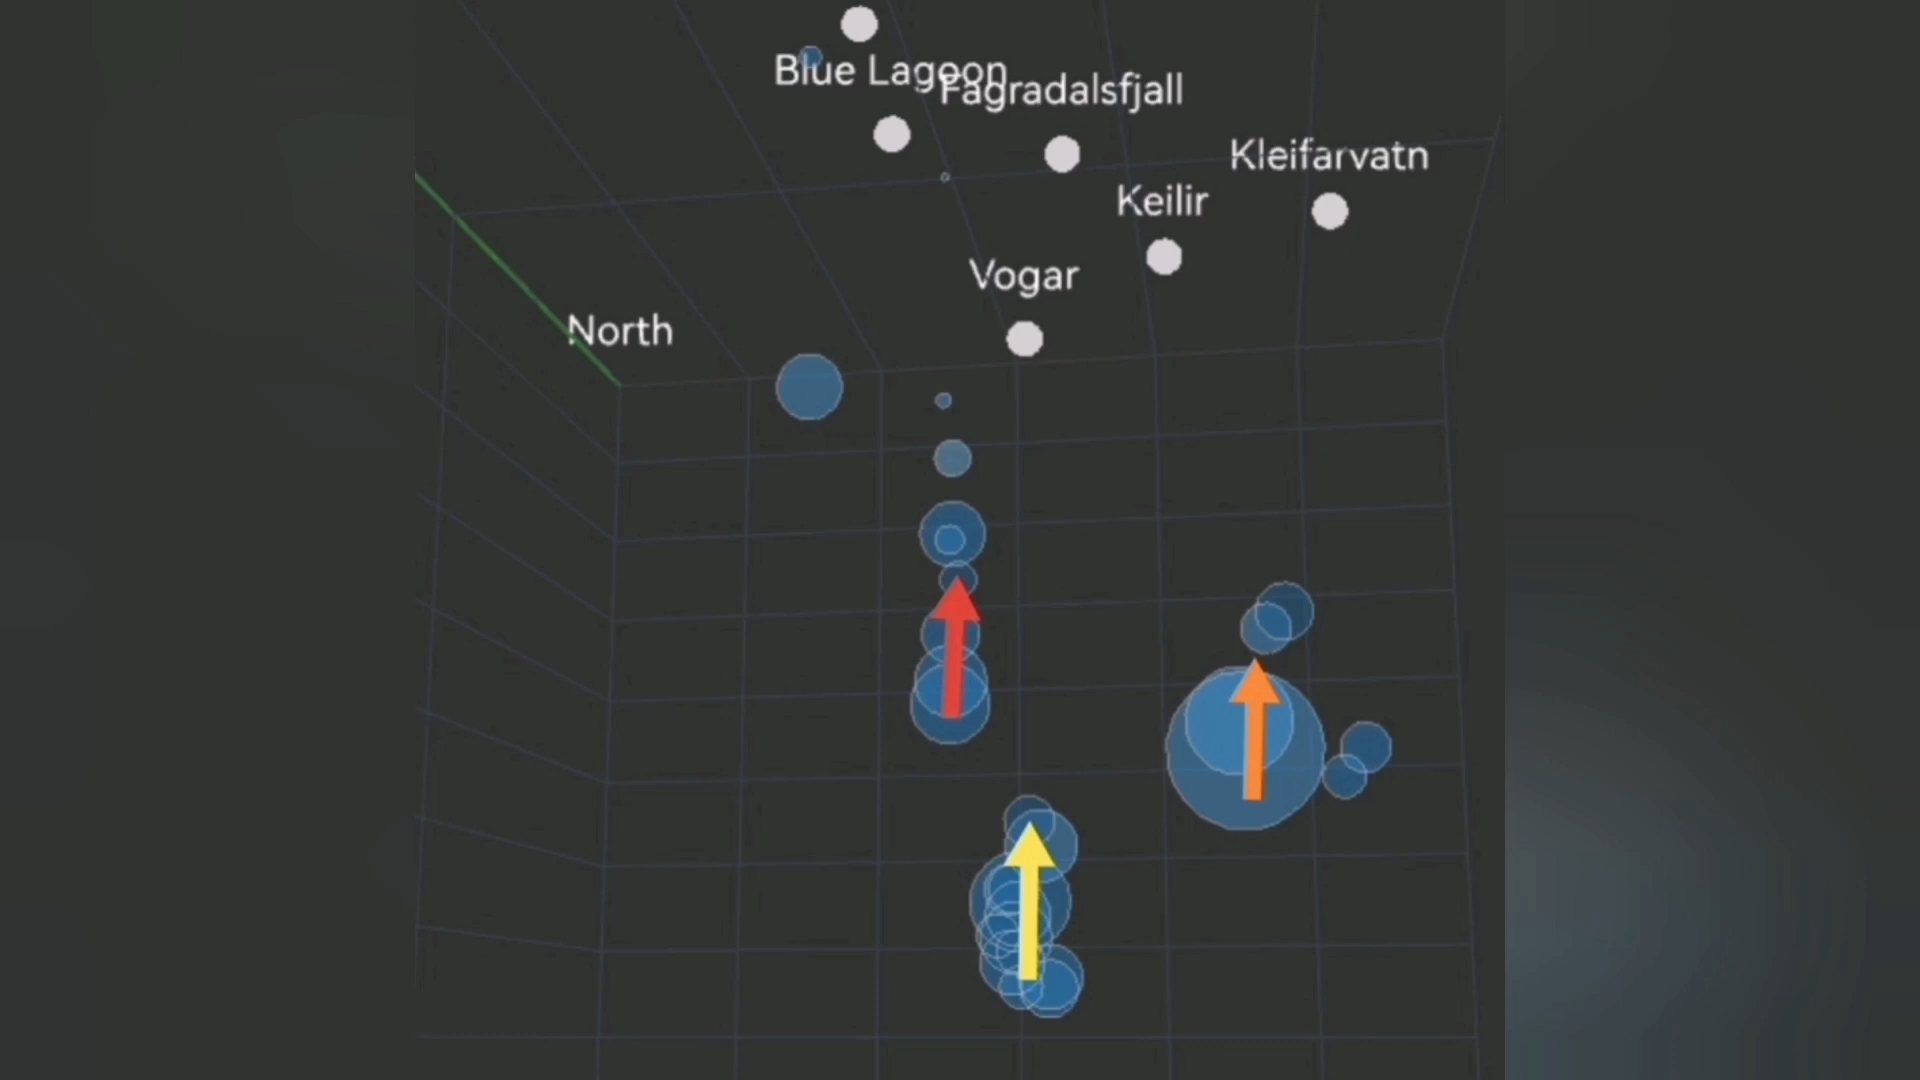 Blue Lagoon
Fagradalsfjall
Kleifarvatn
Keilir
Vogar
North